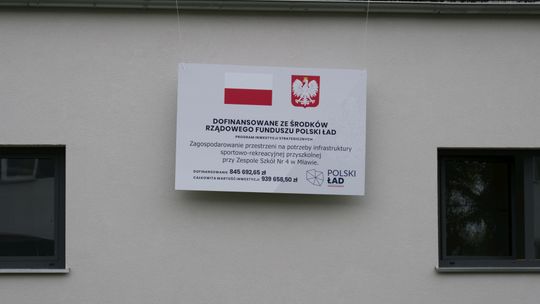 DOFINANSOWANE ZE ŚRODKÓW
RZĄDOWEGO FUNDUSZU POLSKI ŁAD
PROGRAM INWESTYCJI STRATEGICZNYCH
Zagospodarowanie przestrzeni na potrzeby infrastruktury
sportowo-rekreacyjnej przyszkolnej
przy Zespole Szkół Nr 4 w Mławie.
DOFINANSOWANIE 845 692,65 zł
CAŁKOWITA WARTOŚĆ INWESTYCJI 939 658,50 zł
POLSKI
ŁAD